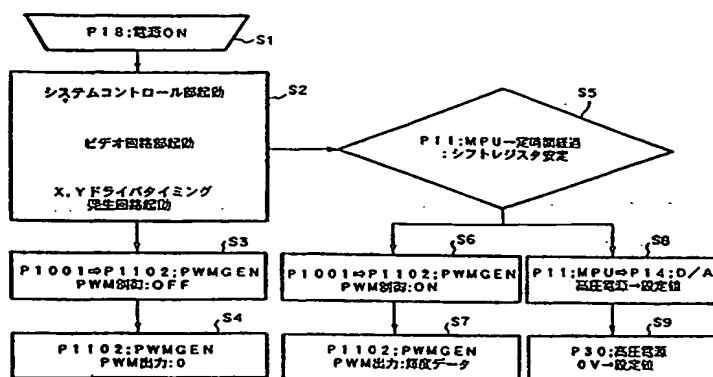 P18;電源ON
S1
S2
システムコントロール部起動
ビデオ回路部起動
X,Yドライバタイミング
発生回路起動
S5
P11;MPU一定時間経過
:シフトレジスタ安定
S3
P1001⇒P1102;PWMGEN
PWM制御:OFF
S6
P1001⇒P1102;PWMGEN
PWM制御:ON
S8
P11;MPU⇒P14;D/A
高圧電源→設定値
S4
P1102;PWMGEN
PWM出力:0
S7
P1102;PWMGEN
PWM出力:輝度データ
S9
P30;高圧電源
0V→設定値